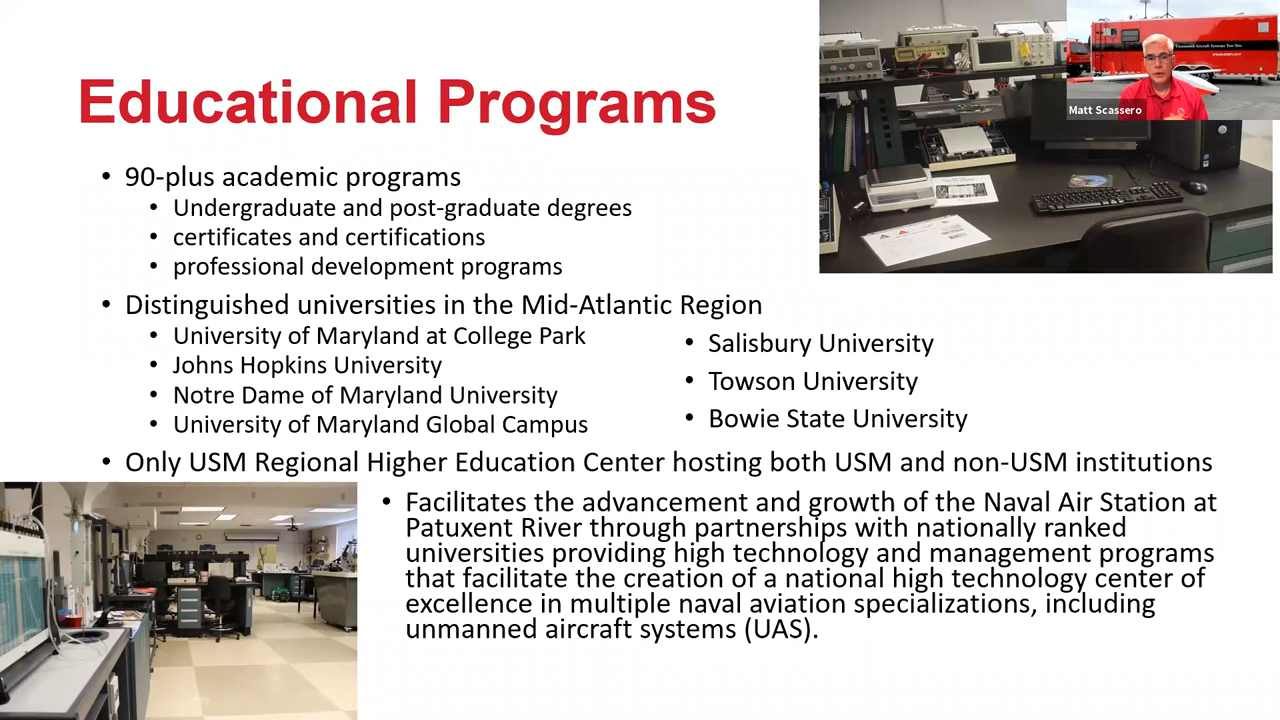 Educational Programs
• 90-plus academic programs
• Undergraduate and post-graduate degrees
• certificates and certifications
• professional development programs
• Distinguished universities in the Mid-Atlantic Region
• University of Maryland at College Park
• Johns Hopkins University
• Notre Dame of Maryland University
• University of Maryland Global Campus
• Salisbury University
• Towson University
• Bowie State University
• Only USM Regional Higher Education Center hosting both USM and non-USM institutions
• Facilitates the advancement and growth of the Naval Air Station at
Patuxent River through partnerships with nationally ranked
universities providing high technology and management programs
that facilitate the creation of a national high technology center of
excellence in multiple naval aviation specializations, including
unmanned aircraft systems (UAS).
Unmanned Aircraft Systems Test Site
Matt Scassero